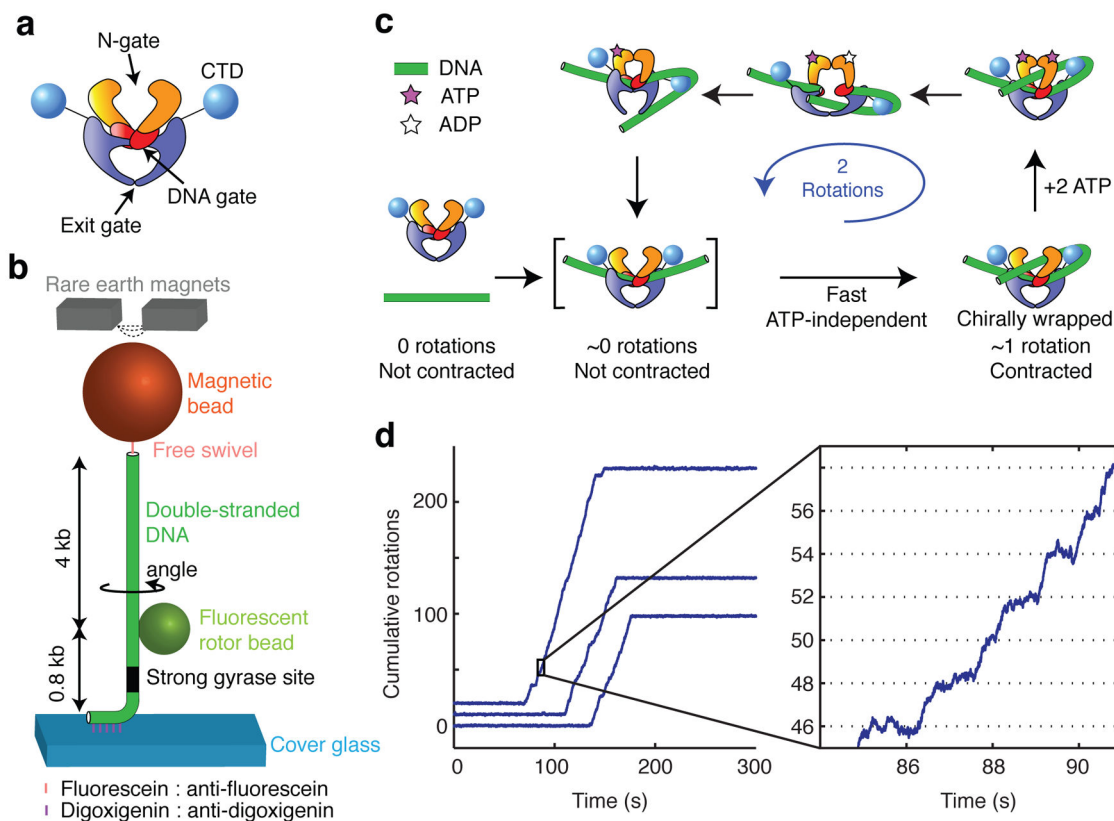 a
N-gate
CTD
DNA gate
Exit gate
b
Rare earth magnets
Magnetic
bead
Free swivel
Double-stranded
DNA
4 kb
angle
Fluorescent
rotor bead
0.8 kb
Strong gyrase site
Cover glass
Fluorescein : anti-fluorescein
Digoxigenin : anti-digoxigenin
c
DNA
ATP
ADP
2
Rotations
+2 ATP
Fast
ATP-independent
0 rotations
Not contracted
~0 rotations
Not contracted
Chirally wrapped
~1 rotation
Contracted
d
Cumulative rotations
200
100
0
0
100
200
300
Time (s)
56
54
52
50
48
46
86
88
90
Time (s)